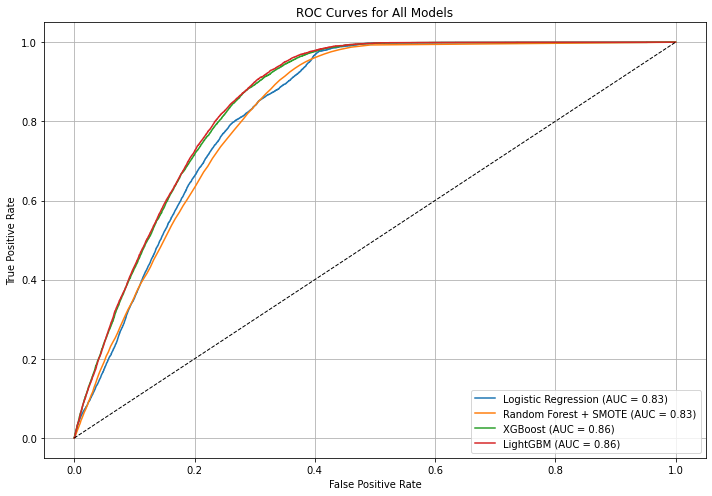 ROC Curves for All Models
1.0
0.8
0.6
0.4
0.2
0.0
True Positive Rate
0.0 0.2 0.4 0.6 0.8 1.0
False Positive Rate
Logistic Regression (AUC = 0.83)
Random Forest + SMOTE (AUC = 0.83)
XGBoost (AUC = 0.86)
LightGBM (AUC = 0.86)